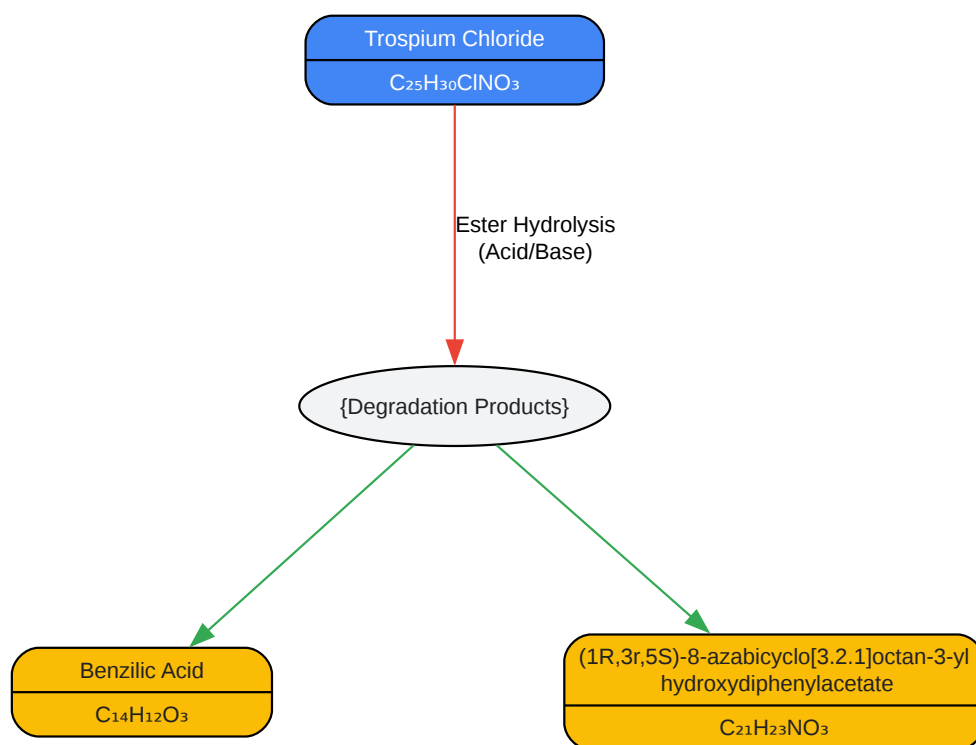 Trospium Chloride
C₂₅H₃₀ClNO₃
Ester Hydrolysis
(Acid/Base)
{Degradation Products}
Benzilic Acid
C₁₄H₁₂O₃
(1R,3r,5S)-8-azabicyclo[3.2.1]octan-3-yl
hydroxydiphenylacetate
C₂₁H₂₃NO₃